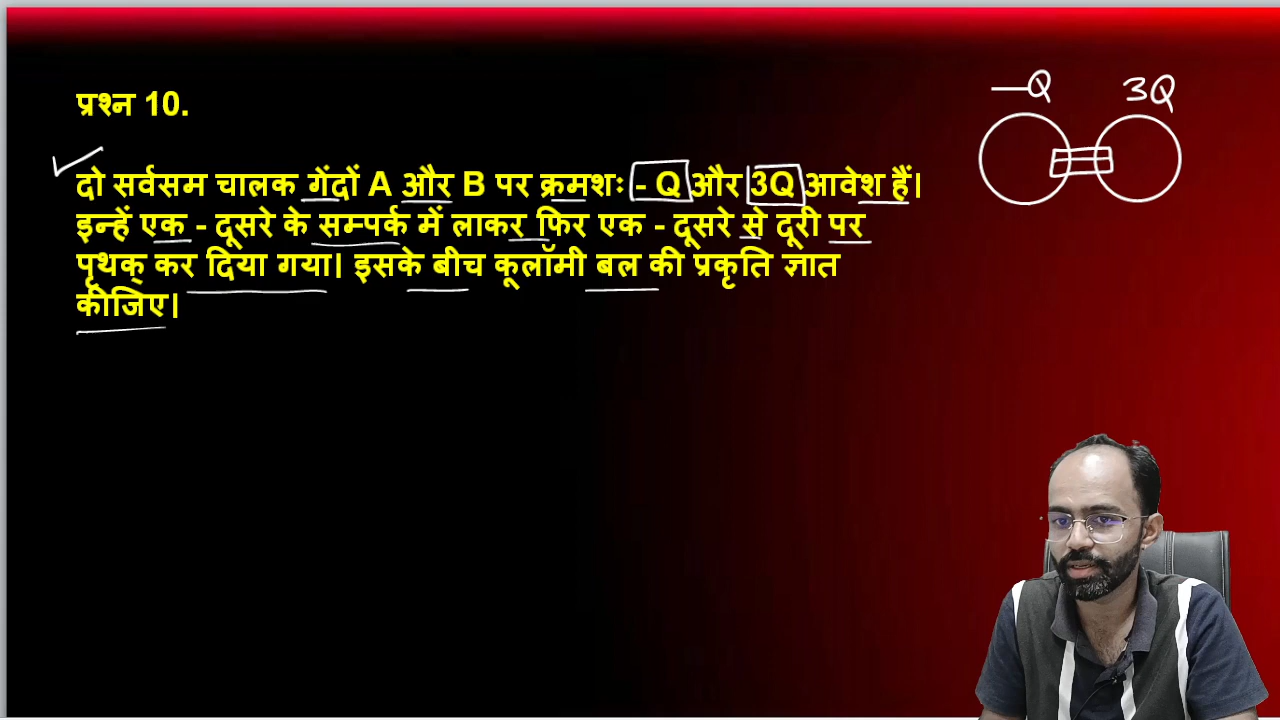 प्रश्न 10.
—Q 3Q
दो सर्वसम चालक गेंदों A और B पर क्रमशः - Q और 3Q आवेश हैं।
इन्हें एक - दूसरे के सम्पर्क में लाकर फिर एक - दूसरे से दूरी पर
पृथक् कर दिया गया। इसके बीच कूलॉमी बल की प्रकृति ज्ञात
कीजिए।